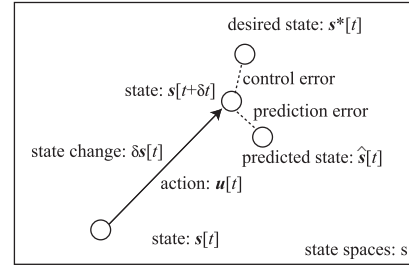 desired state: s*[t]
control error
state: s[t+δt]
prediction error
state change: δs[t]
predicted state: ŝ[t]
action: u[t]
state: s[t]
state spaces: s